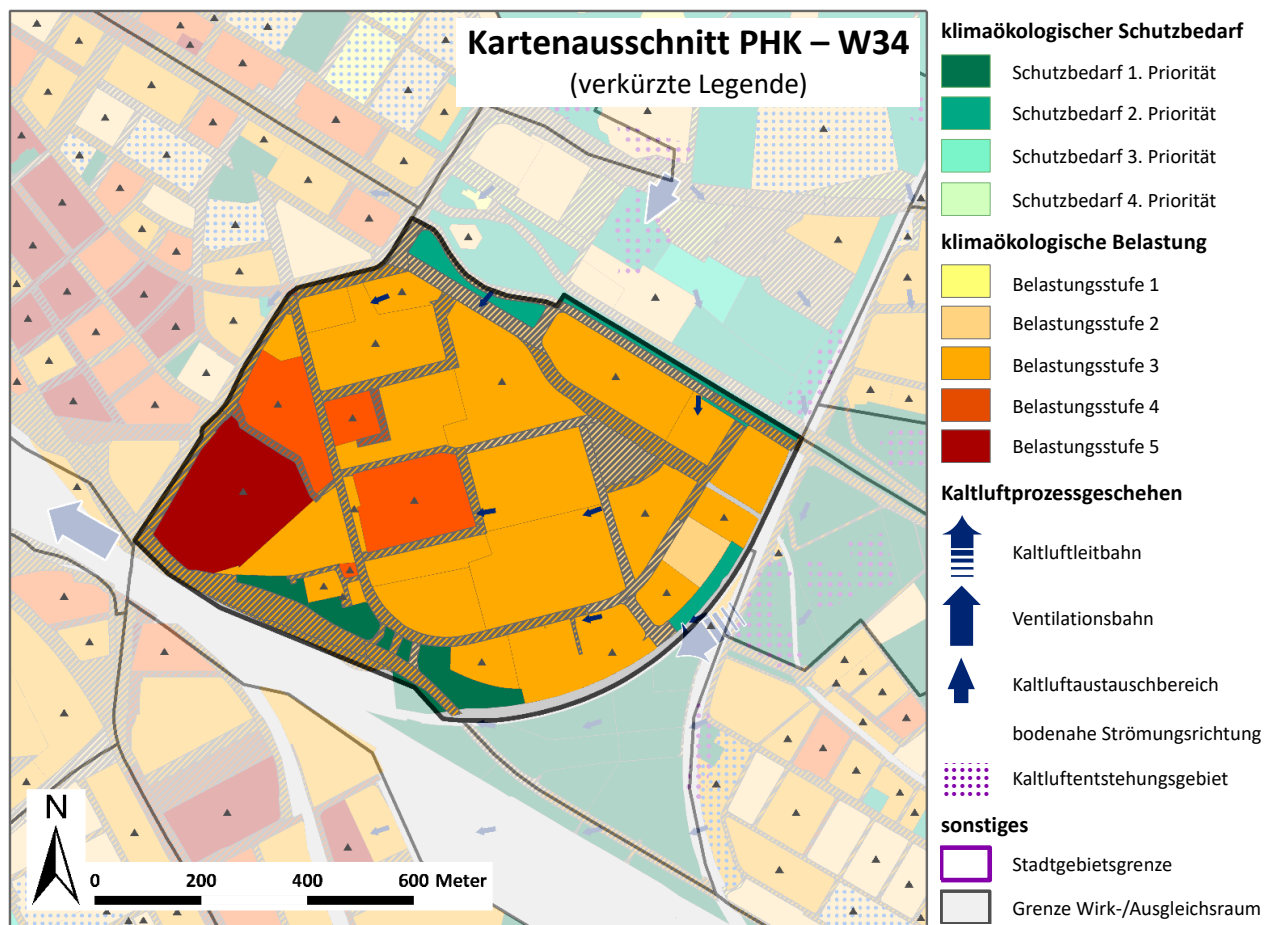 Kartenausschnitt PHK – W34
(verkürzte Legende)
klimaökologischer Schutzbedarf
Schutzbedarf 1. Priorität
Schutzbedarf 2. Priorität
Schutzbedarf 3. Priorität
Schutzbedarf 4. Priorität
klimaökologische Belastung
Belastungsstufe 1
Belastungsstufe 2
Belastungsstufe 3
Belastungsstufe 4
Belastungsstufe 5
Kaltluftprozessgeschehen
Kaltluftleitbahn
Ventilationsbahn
Kaltluftaustauschbereich
bodenahe Strömungsrichtung
Kaltluftentstehungsgebiet
sonstiges
Stadtgebietsgrenze
Grenze Wirk-/Ausgleichsraum
N
0 200 400 600 Meter